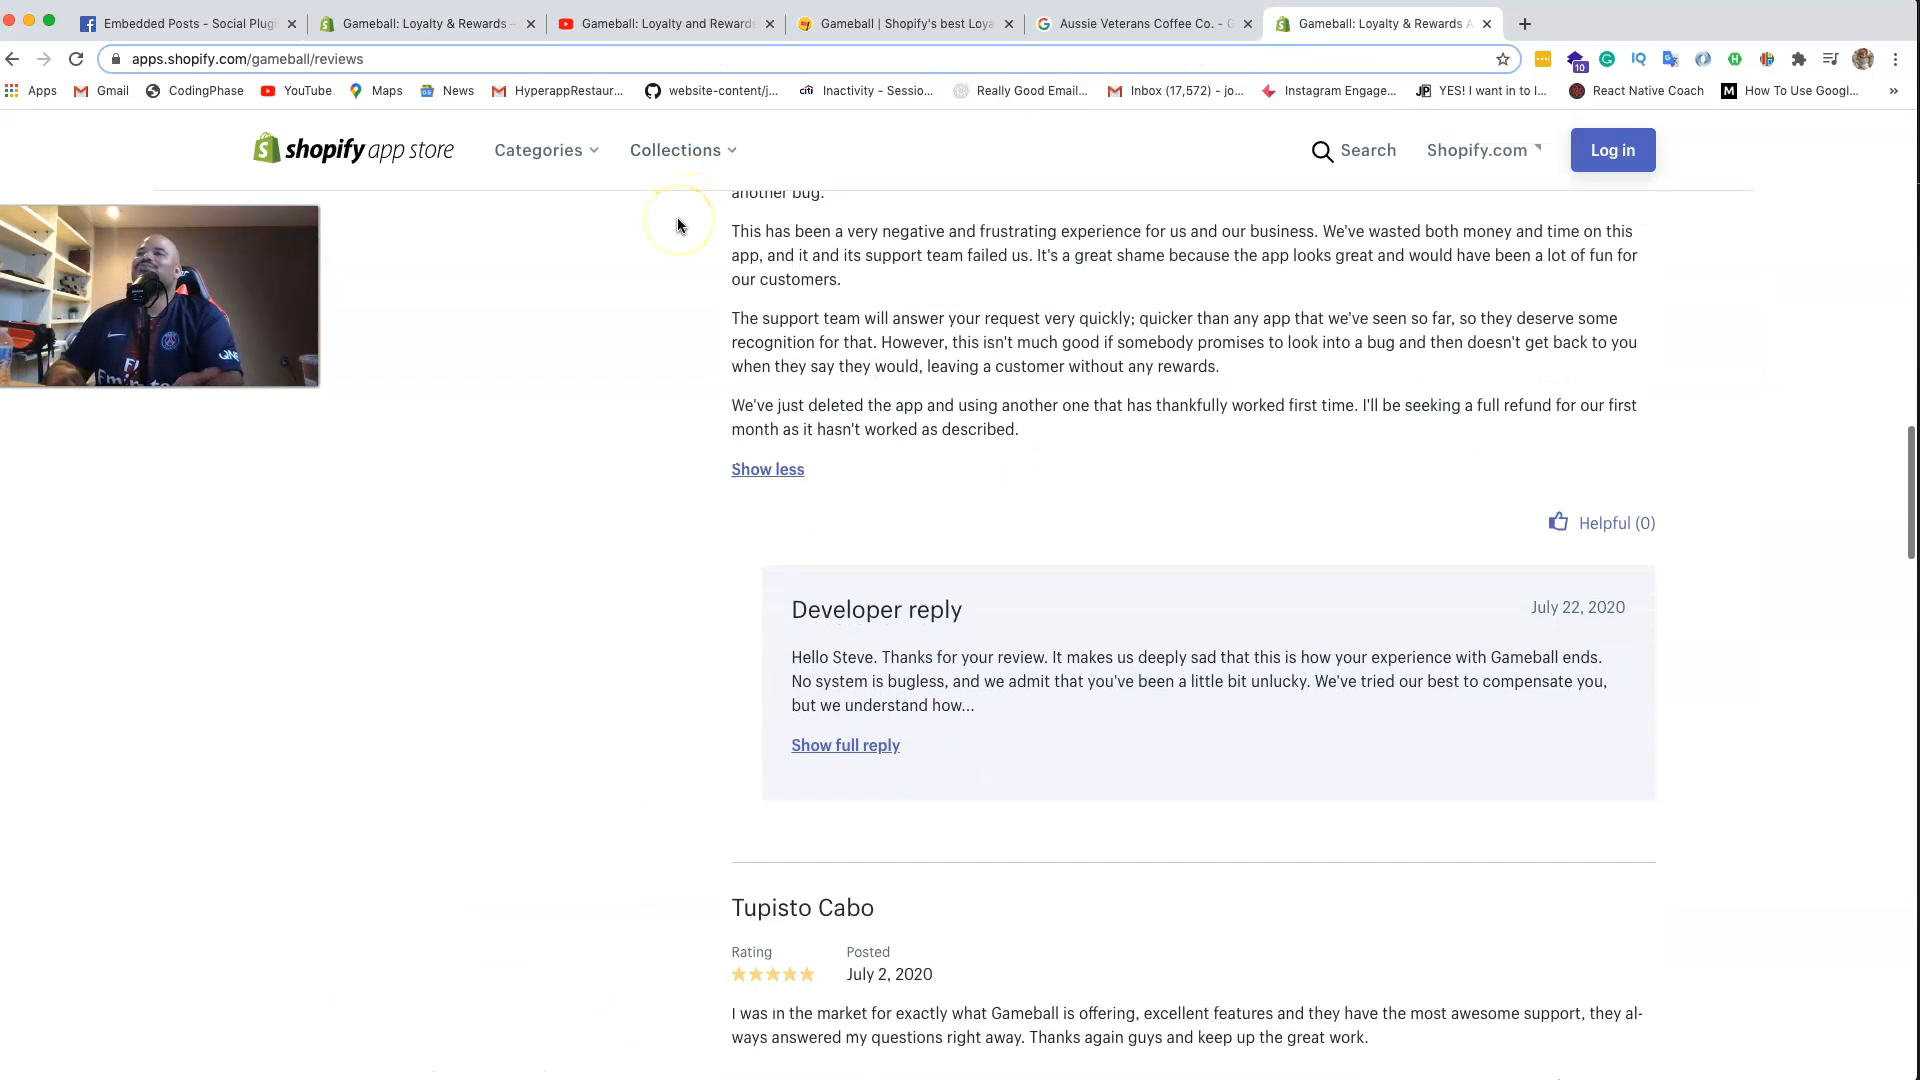 Embedded Posts - Social Plugi
Gameball: Loyalty & Rewards -
Gameball: Loyalty and Rewards
Gameball | Shopify's best Loya
Aussie Veterans Coffee Co. - G
Gameball: Loyalty & Rewards A
apps.shopify.com/gameball/reviews
10
Apps
Gmail
CodingPhase
YouTube
Maps
News
HyperappRestaur...
website-content/j...
Inactivity - Sessio...
Really Good Email...
Inbox (17,572) - jo...
Instagram Engage...
YES! I want in to l...
React Native Coach
How To Use Googl...
shopify app store
Categories
Collections
Search
Shopify.com
Log in
another bug.
This has been a very negative and frustrating experience for us and our business. We've wasted both money and time on this
app, and it and its support team failed us. It's a great shame because the app looks great and would have been a lot of fun for
our customers.
The support team will answer your request very quickly; quicker than any app that we've seen so far, so they deserve some
recognition for that. However, this isn't much good if somebody promises to look into a bug and then doesn't get back to you
when they say they would, leaving a customer without any rewards.
We've just deleted the app and using another one that has thankfully worked first time. I'll be seeking a full refund for our first
month as it hasn't worked as described.
Show less
Helpful (0)
Developer reply
July 22, 2020
Hello Steve. Thanks for your review. It makes us deeply sad that this is how your experience with Gameball ends.
No system is bugless, and we admit that you've been a little bit unlucky. We've tried our best to compensate you,
but we understand how...
Show full reply
Tupisto Cabo
Rating
Posted
July 2, 2020
I was in the market for exactly what Gameball is offering, excellent features and they have the most awesome support, they al-
ways answered my questions right away. Thanks again guys and keep up the great work.